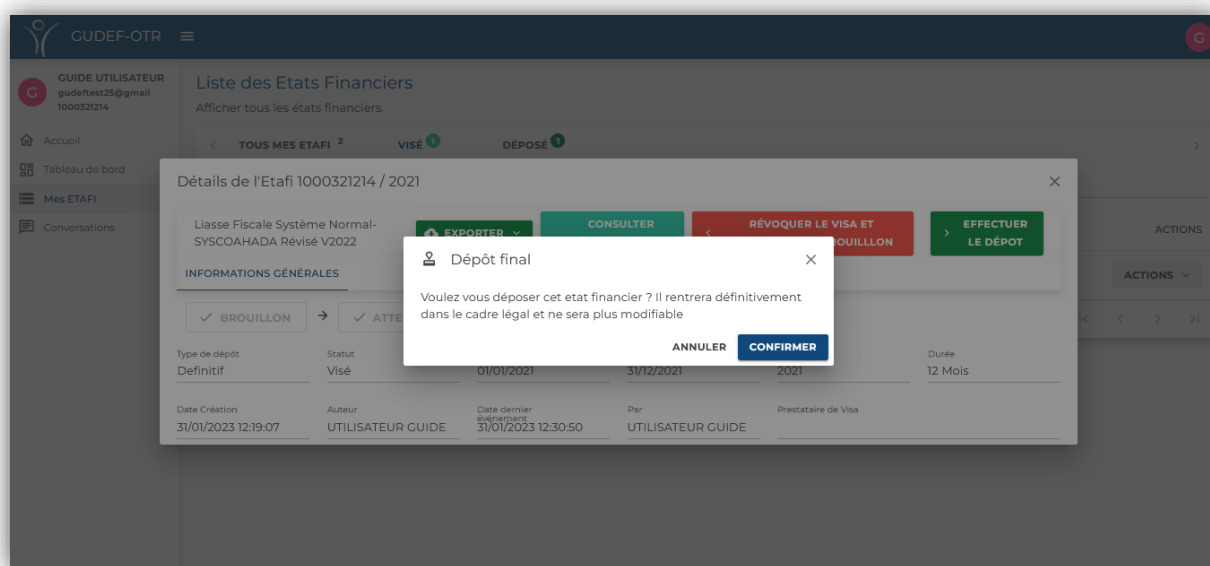 GUDEF-OTR
G
G
GUIDE UTILISATEUR
gudeftest25@gmail
1000321214
Accueil
Tableau de bord
Mes ETAFI
Conversations
Liste des Etats Financiers
Afficher tous les états financiers.
TOUS MES ETAFI 2
VISÉ 1
DÉPOSÉ 1
ACTIONS
ACTIONS
Détails de l'Etafi 1000321214 / 2021
Liasse Fiscale Système Normal-
SYSCOAHADA Révisé V2022
EXPORTER
CONSULTER
RÉVOQUER LE VISA ET
ROUILLLON
EFFECTUER
LE DÉPOT
INFORMATIONS GÉNÉRALES
Dépôt final
Voulez vous déposer cet etat financier ? Il rentrera définitivement
dans le cadre légal et ne sera plus modifiable
ANNULER
CONFIRMER
BROUILLON
ATTE
Type de dépôt
Definitif
Statut
Visé
01/01/2021
31/12/2021
2021
Durée
12 Mois
Date Création
31/01/2023 12:19:07
Auteur
UTILISATEUR GUIDE
Date dernier
événement
31/01/2023 12:30:50
Par
UTILISATEUR GUIDE
Prestataire de Visa